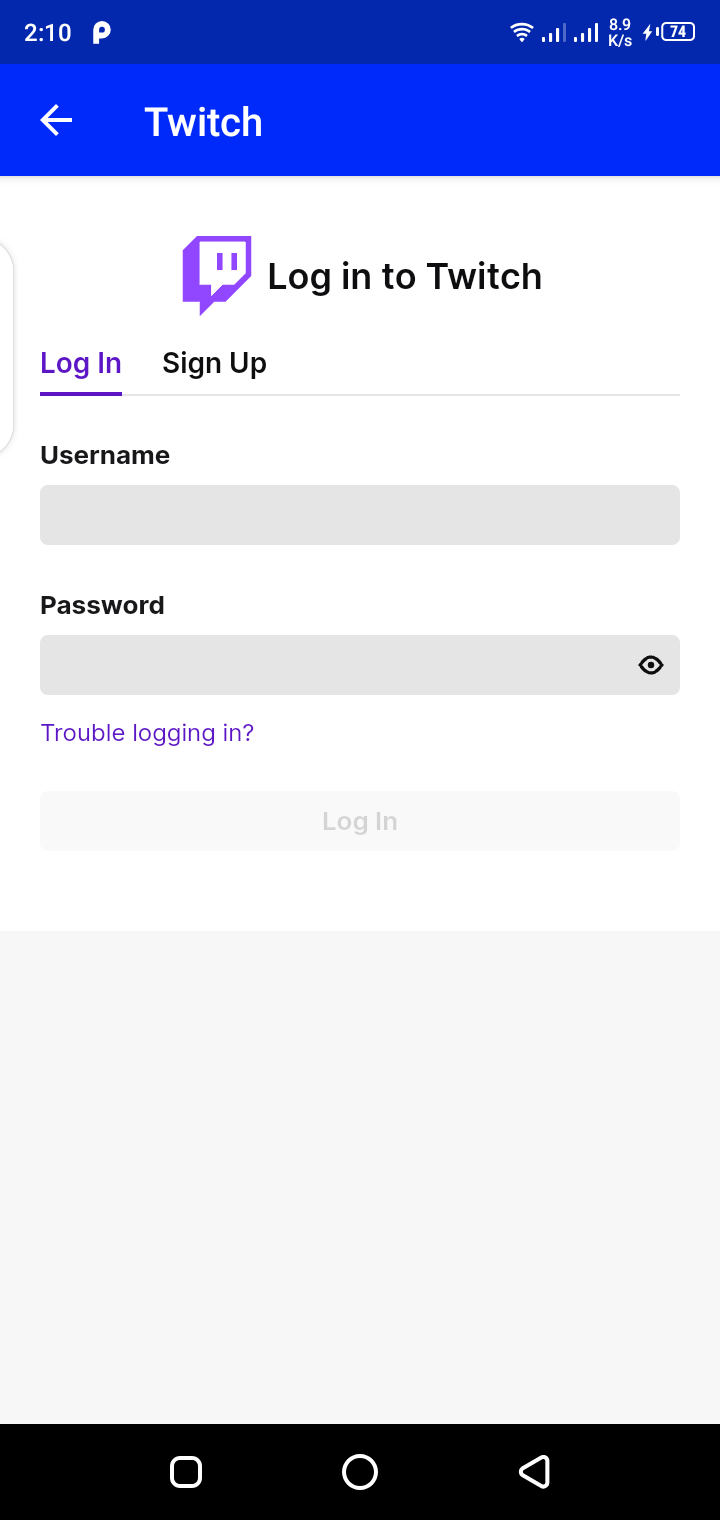 2:10
8.9
K/s
74
Twitch
Log in to Twitch
Log In
Sign Up
Username
Password
Trouble logging in?
Log In